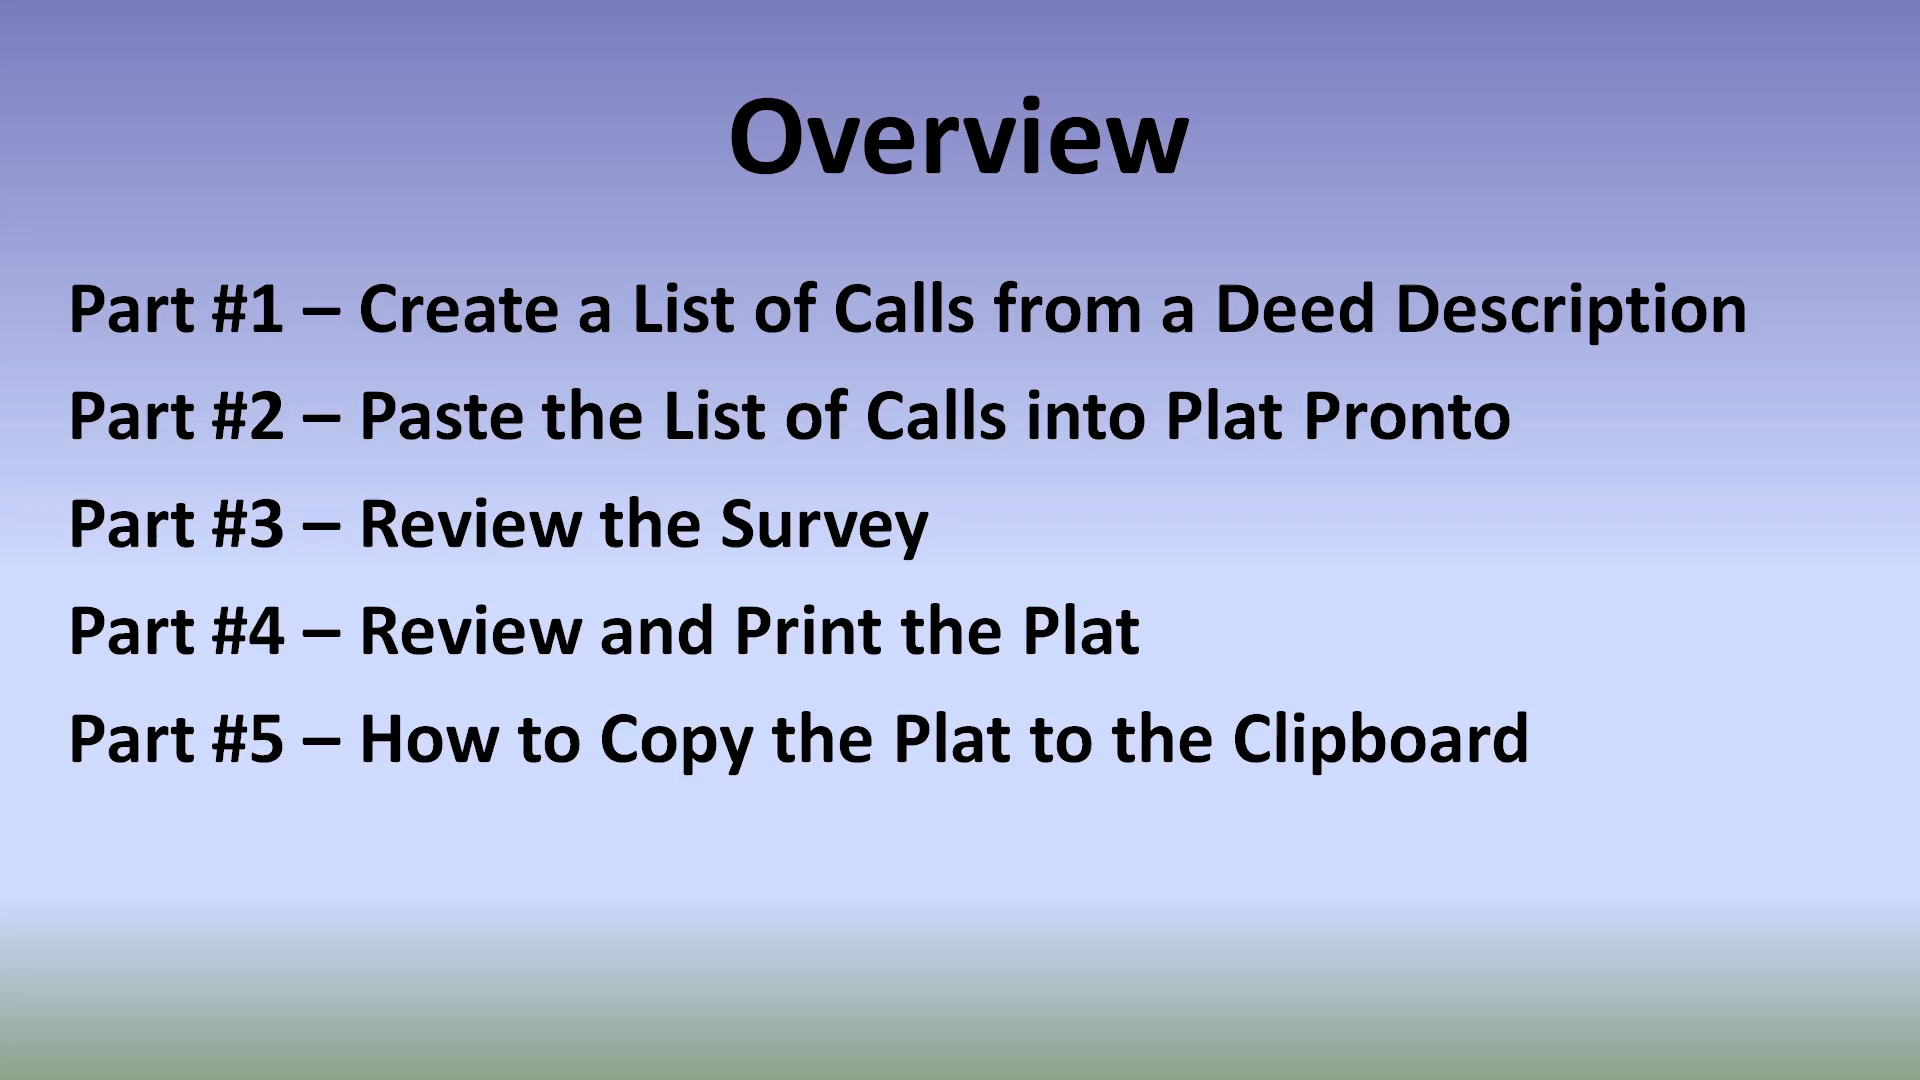 Overview
Part #1 – Create a List of Calls from a Deed Description
Part #2 – Paste the List of Calls into Plat Pronto
Part #3 – Review the Survey
Part #4 – Review and Print the Plat
Part #5 – How to Copy the Plat to the Clipboard